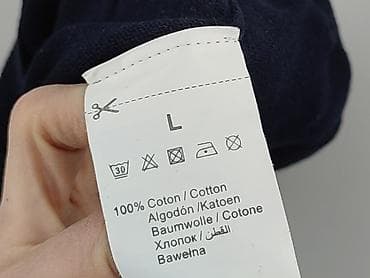 L
30
100% Coton / Cotton
Algodón / Katoen
Baumwolle / Cotone
Хлопок / القطن
Bawełna